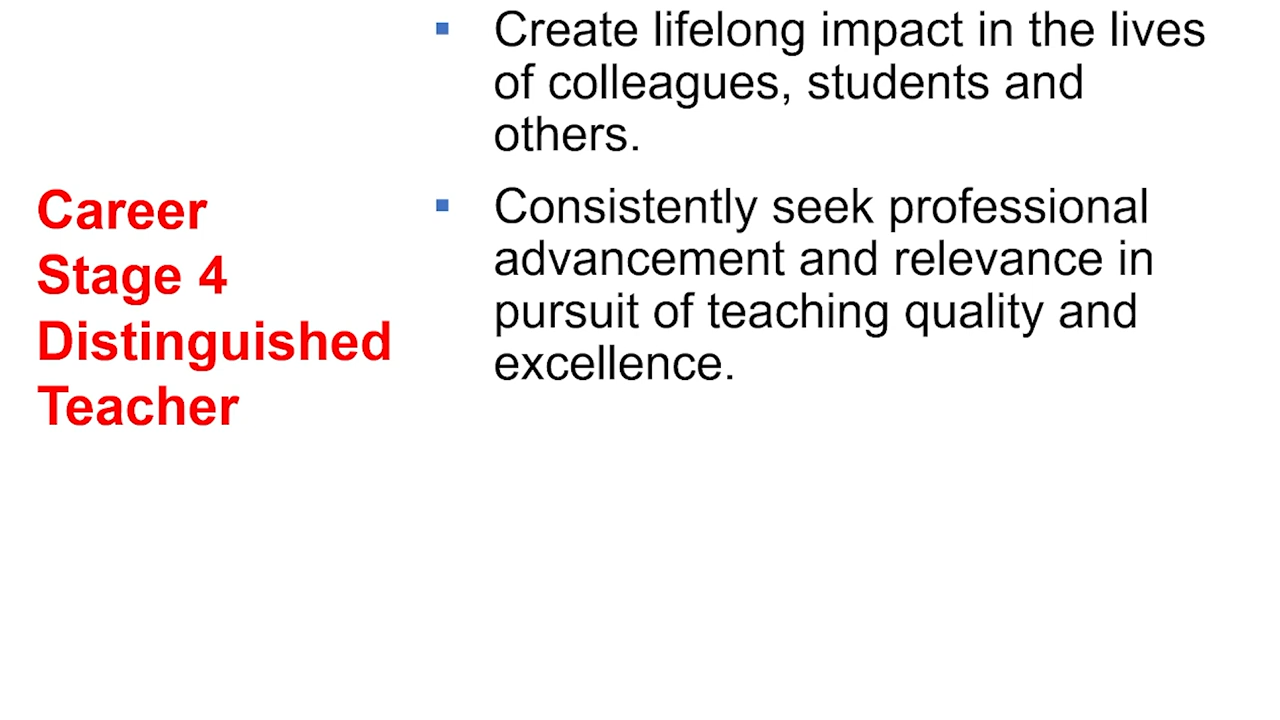 Career
Stage 4
Distinguished
Teacher
▪ Create lifelong impact in the lives
of colleagues, students and
others.
▪ Consistently seek professional
advancement and relevance in
pursuit of teaching quality and
excellence.